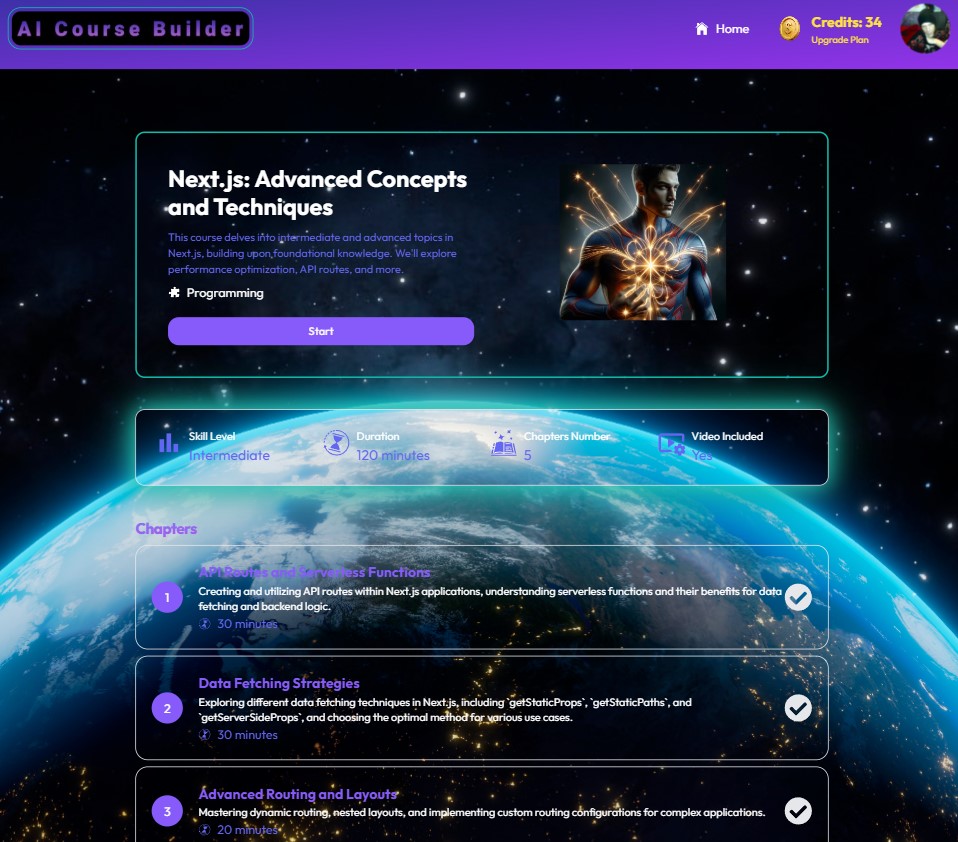 AI Course Builder
Home
Credits: 34
Upgrade Plan
Next.js: Advanced Concepts
and Techniques
This course delves into intermediate and advanced topics in
Next.js, building upon foundational knowledge. We'll explore
performance optimization, API routes, and more.
Programming
Start
Skill Level
Intermediate
Duration
120 minutes
Chapters Number
5
Video Included
Yes
Chapters
1
API Routes and Serverless Functions
Creating and utilizing API routes within Next.js applications, understanding serverless functions and their benefits for data
fetching and backend logic.
30 minutes
2
Data Fetching Strategies
Exploring different data fetching techniques in Next.js, including `getStaticProps`, `getStaticPaths`, and
`getServerSideProps`, and choosing the optimal method for various use cases.
30 minutes
3
Advanced Routing and Layouts
Mastering dynamic routing, nested layouts, and implementing custom routing configurations for complex applications.
20 minutes